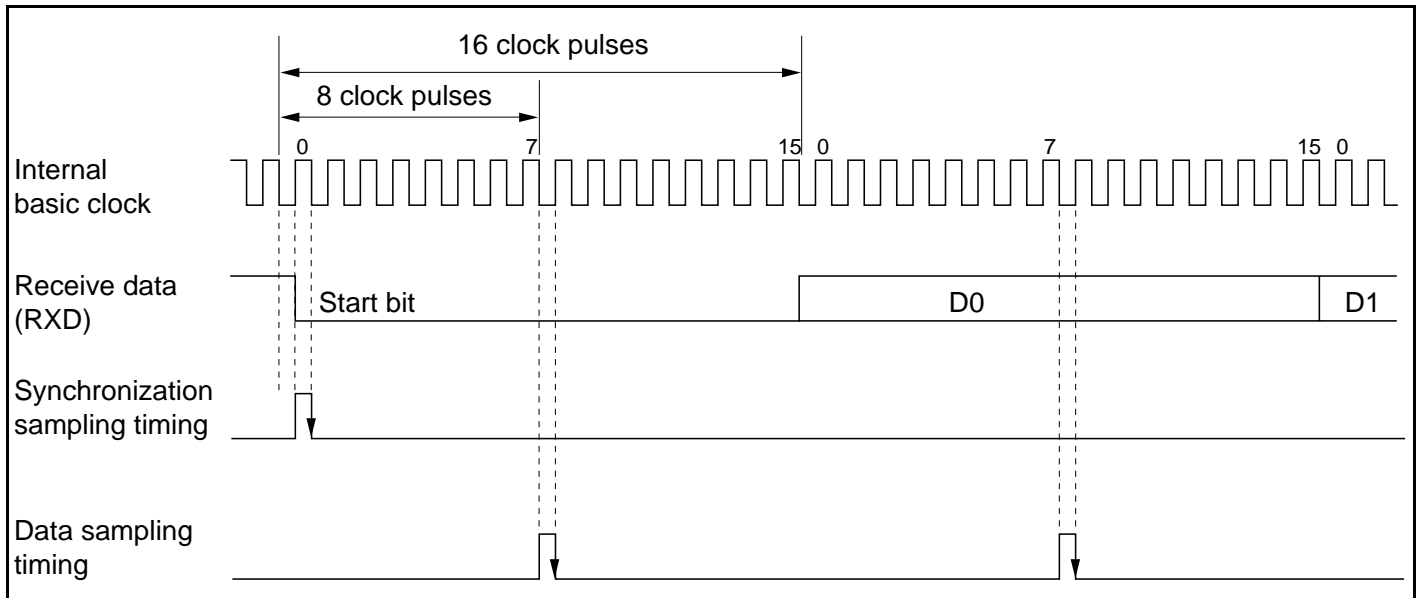 16 clock pulses
8 clock pulses
0 7 15 0 7 15 0
Internal
basic clock
Receive data
(RXD)
Start bit
D0
D1
Synchronization
sampling timing
Data sampling
timing